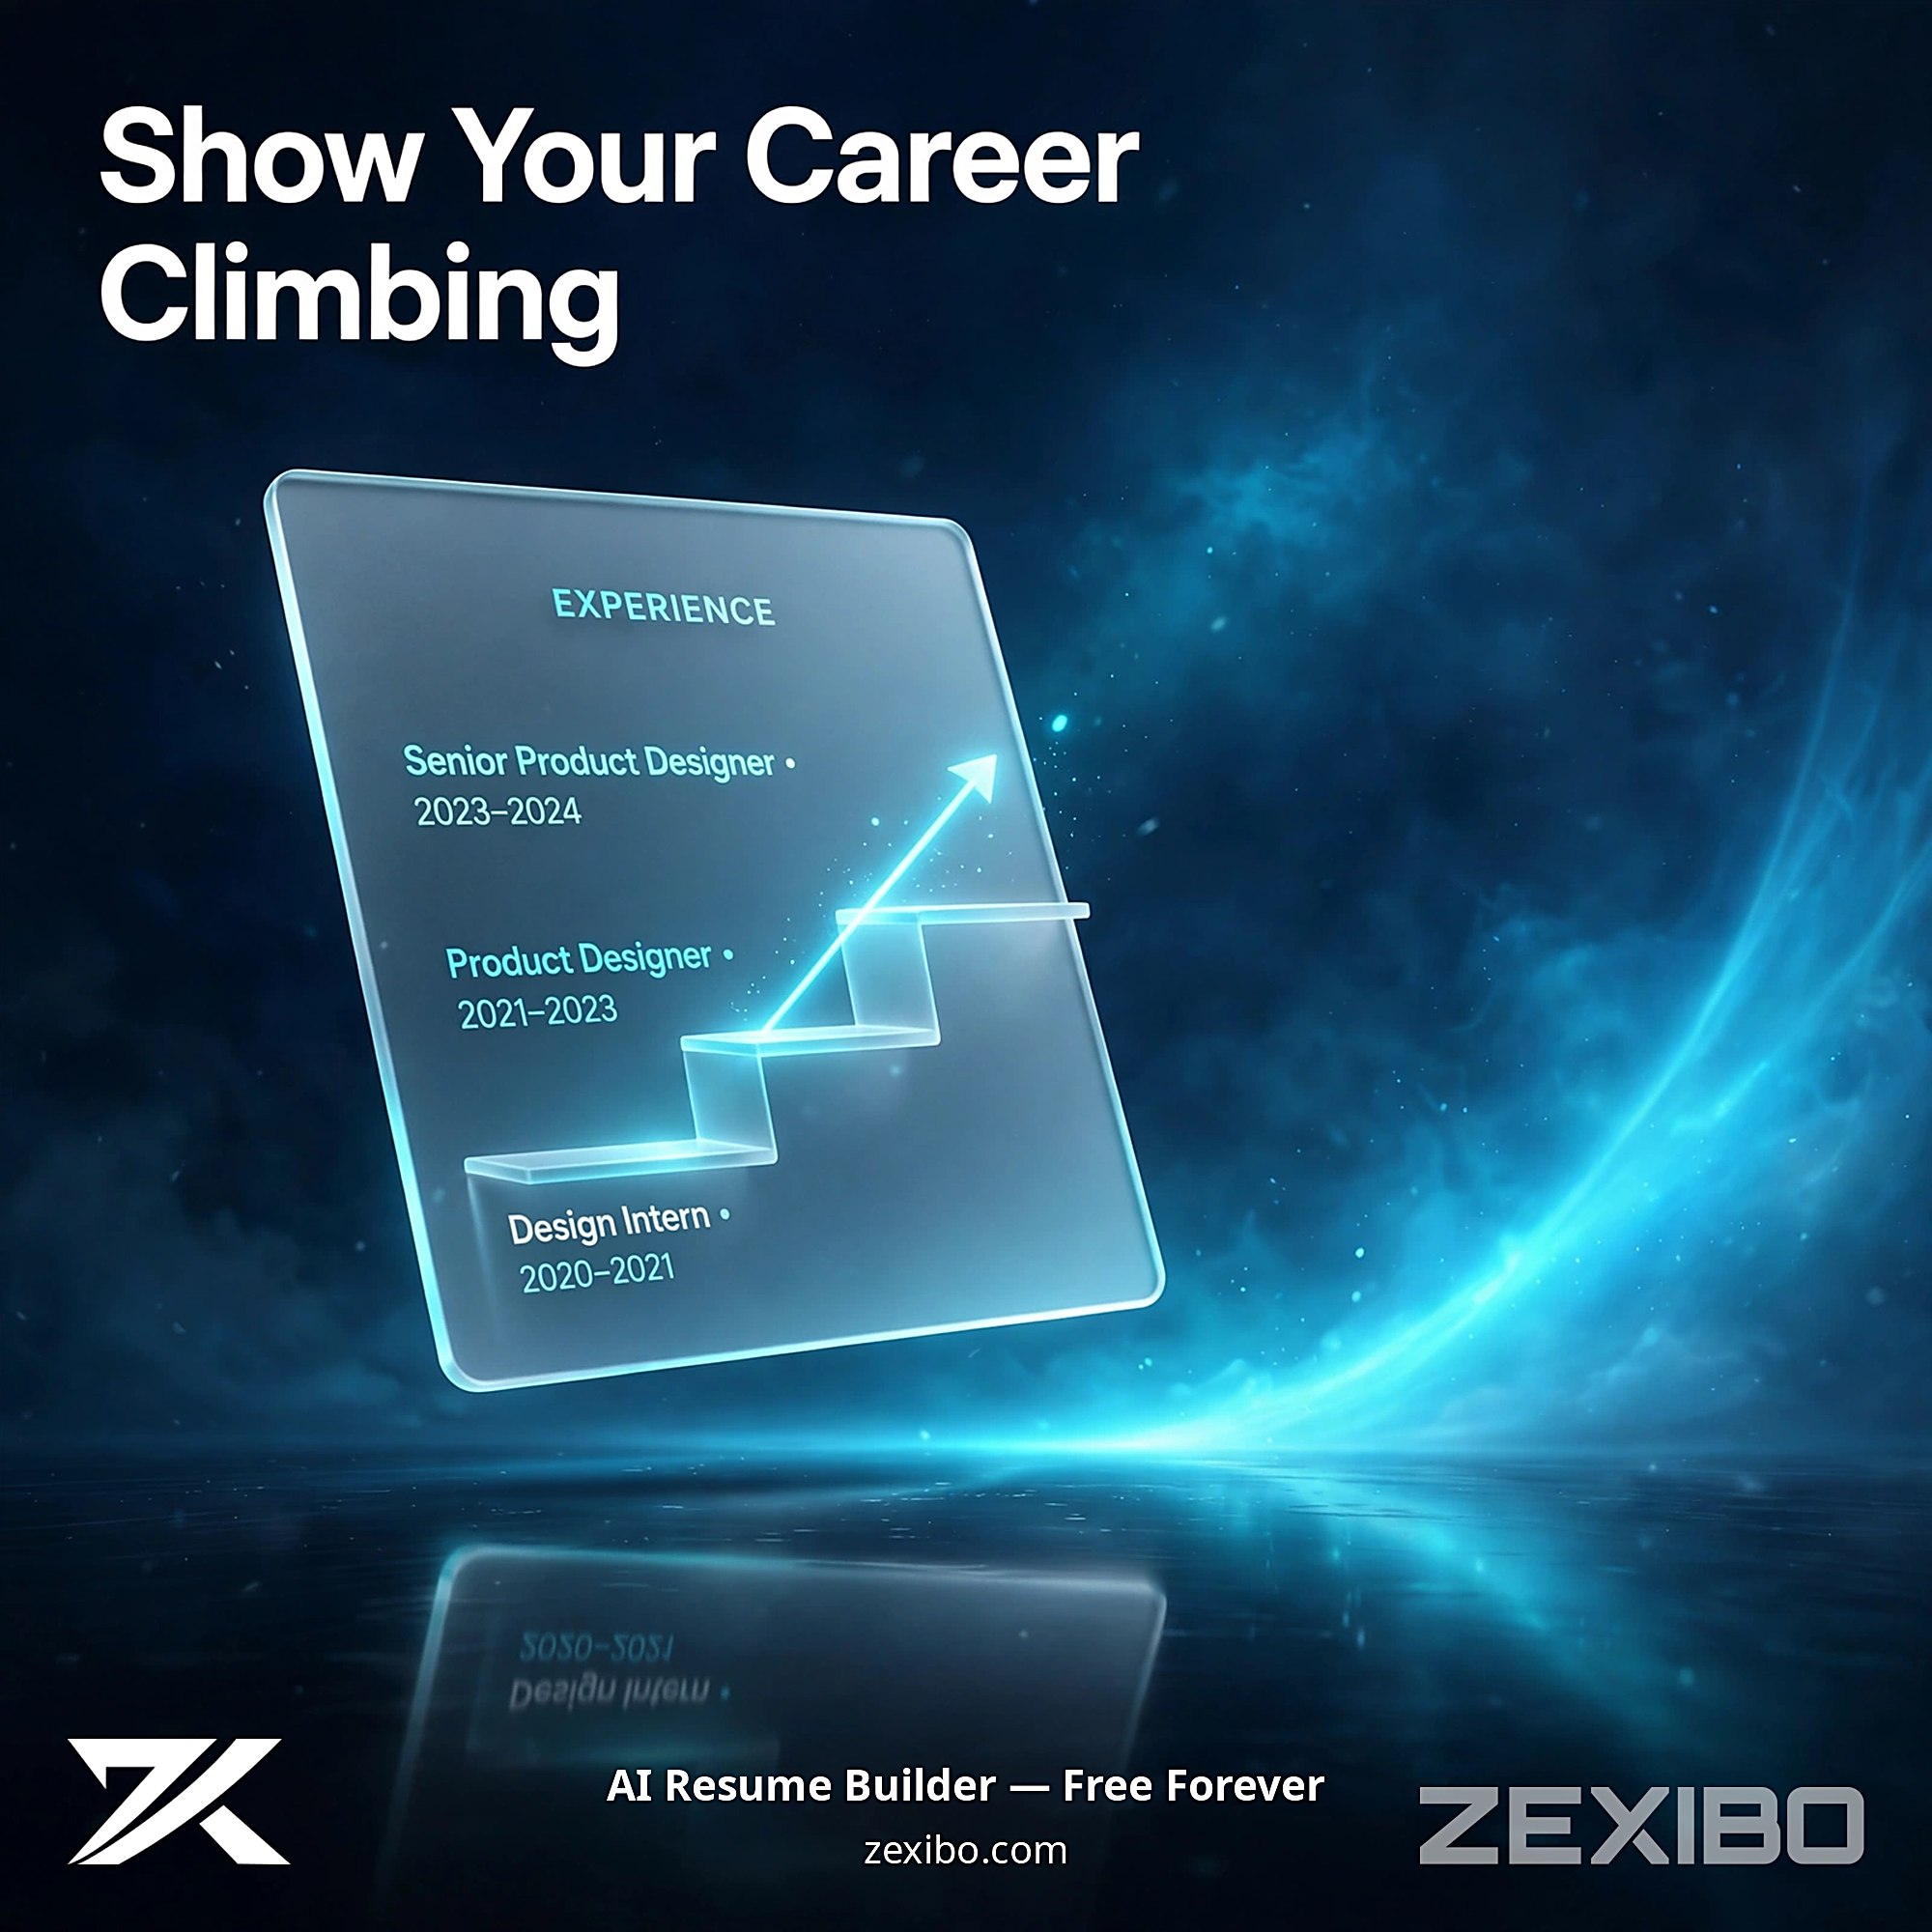 Show Your Career
Climbing
EXPERIENCE
Senior Product Designer •
2023–2024
Product Designer •
2021–2023
Design Intern •
2020–2021
2020–2021
Design Intern •
AI Resume Builder — Free Forever
zexibo.com
ZEXIBO